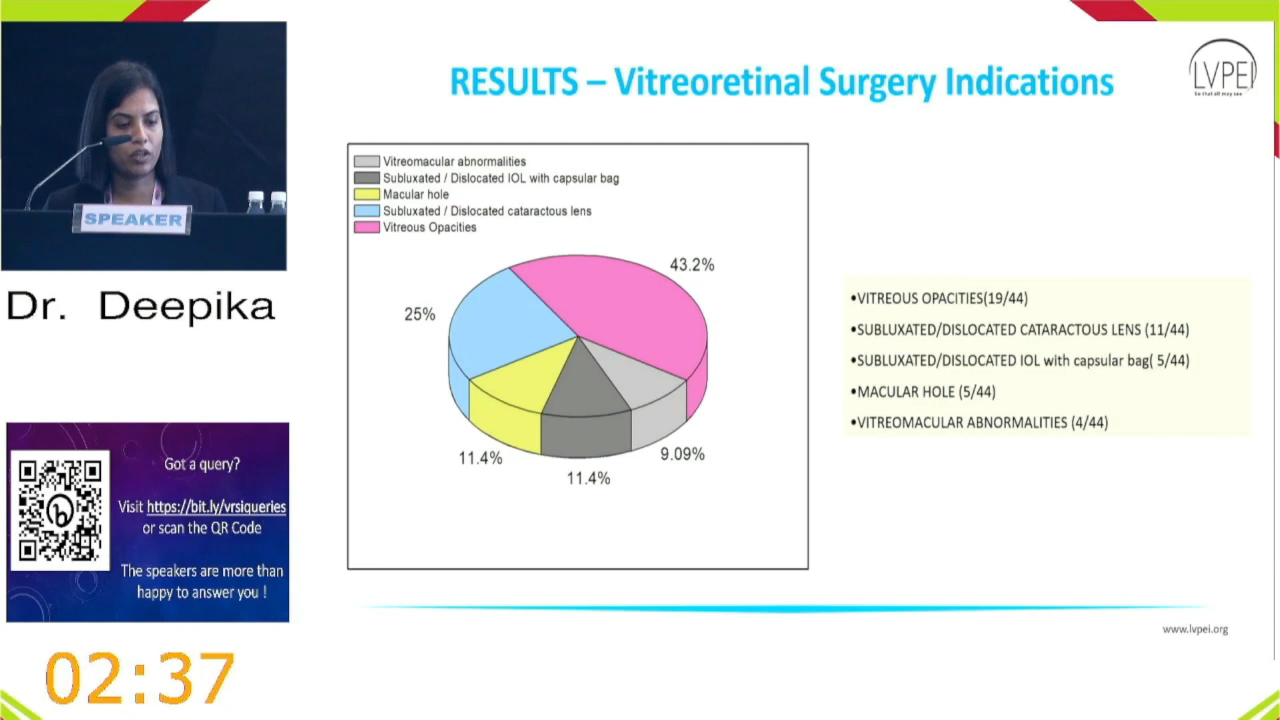 RESULTS – Vitreoretinal Surgery Indications
LVPEI
So that all may see
SPEAKER
Dr. Deepika
Vitreomacular abnormalities
Subluxated / Dislocated IOL with capsular bag
Macular hole
Subluxated / Dislocated cataractous lens
Vitreous Opacities
43.2%
25%
11.4%
11.4%
9.09%
•VITREOUS OPACITIES(19/44)
•SUBLUXATED/DISLOCATED CATARACTOUS LENS (11/44)
•SUBLUXATED/DISLOCATED IOL with capsular bag( 5/44)
•MACULAR HOLE (5/44)
•VITREOMACULAR ABNORMALITIES (4/44)
Got a query?
Visit https://bit.ly/vrsiqueries
or scan the QR Code
The speakers are more than
happy to answer you !
b
www.lvpei.org
02:37